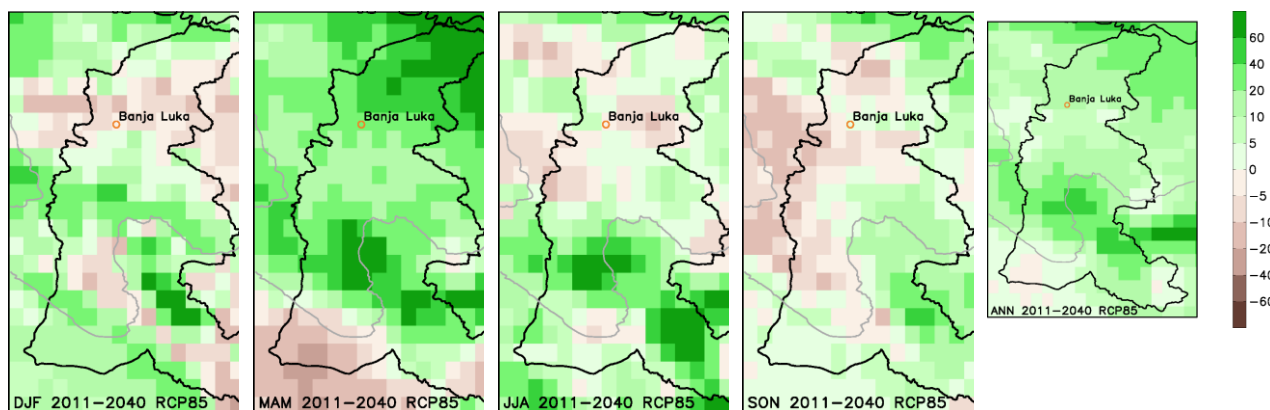 Banja Luka
DJF 2011-2040 RCP85
Banja Luka
MAM 2011-2040 RCP85
Banja Luka
JJA 2011-2040 RCP85
Banja Luka
SON 2011-2040 RCP85
Banja Luka
ANN 2011-2040 RCP85
60
40
20
10
5
-5
-10
-20
-40
-60